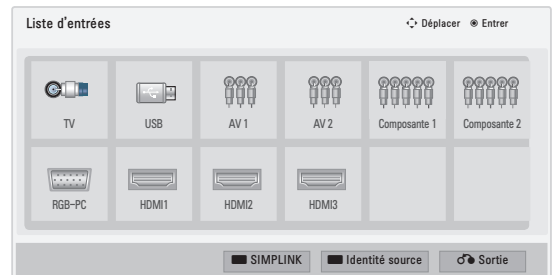 Liste d'entrées Déplacer Entrer
TV USB AV 1 AV 2 Composante 1 Composante 2
RGB-PC HDMI1 HDMI2 HDMI3
SIMPLINK Identité source Sortie